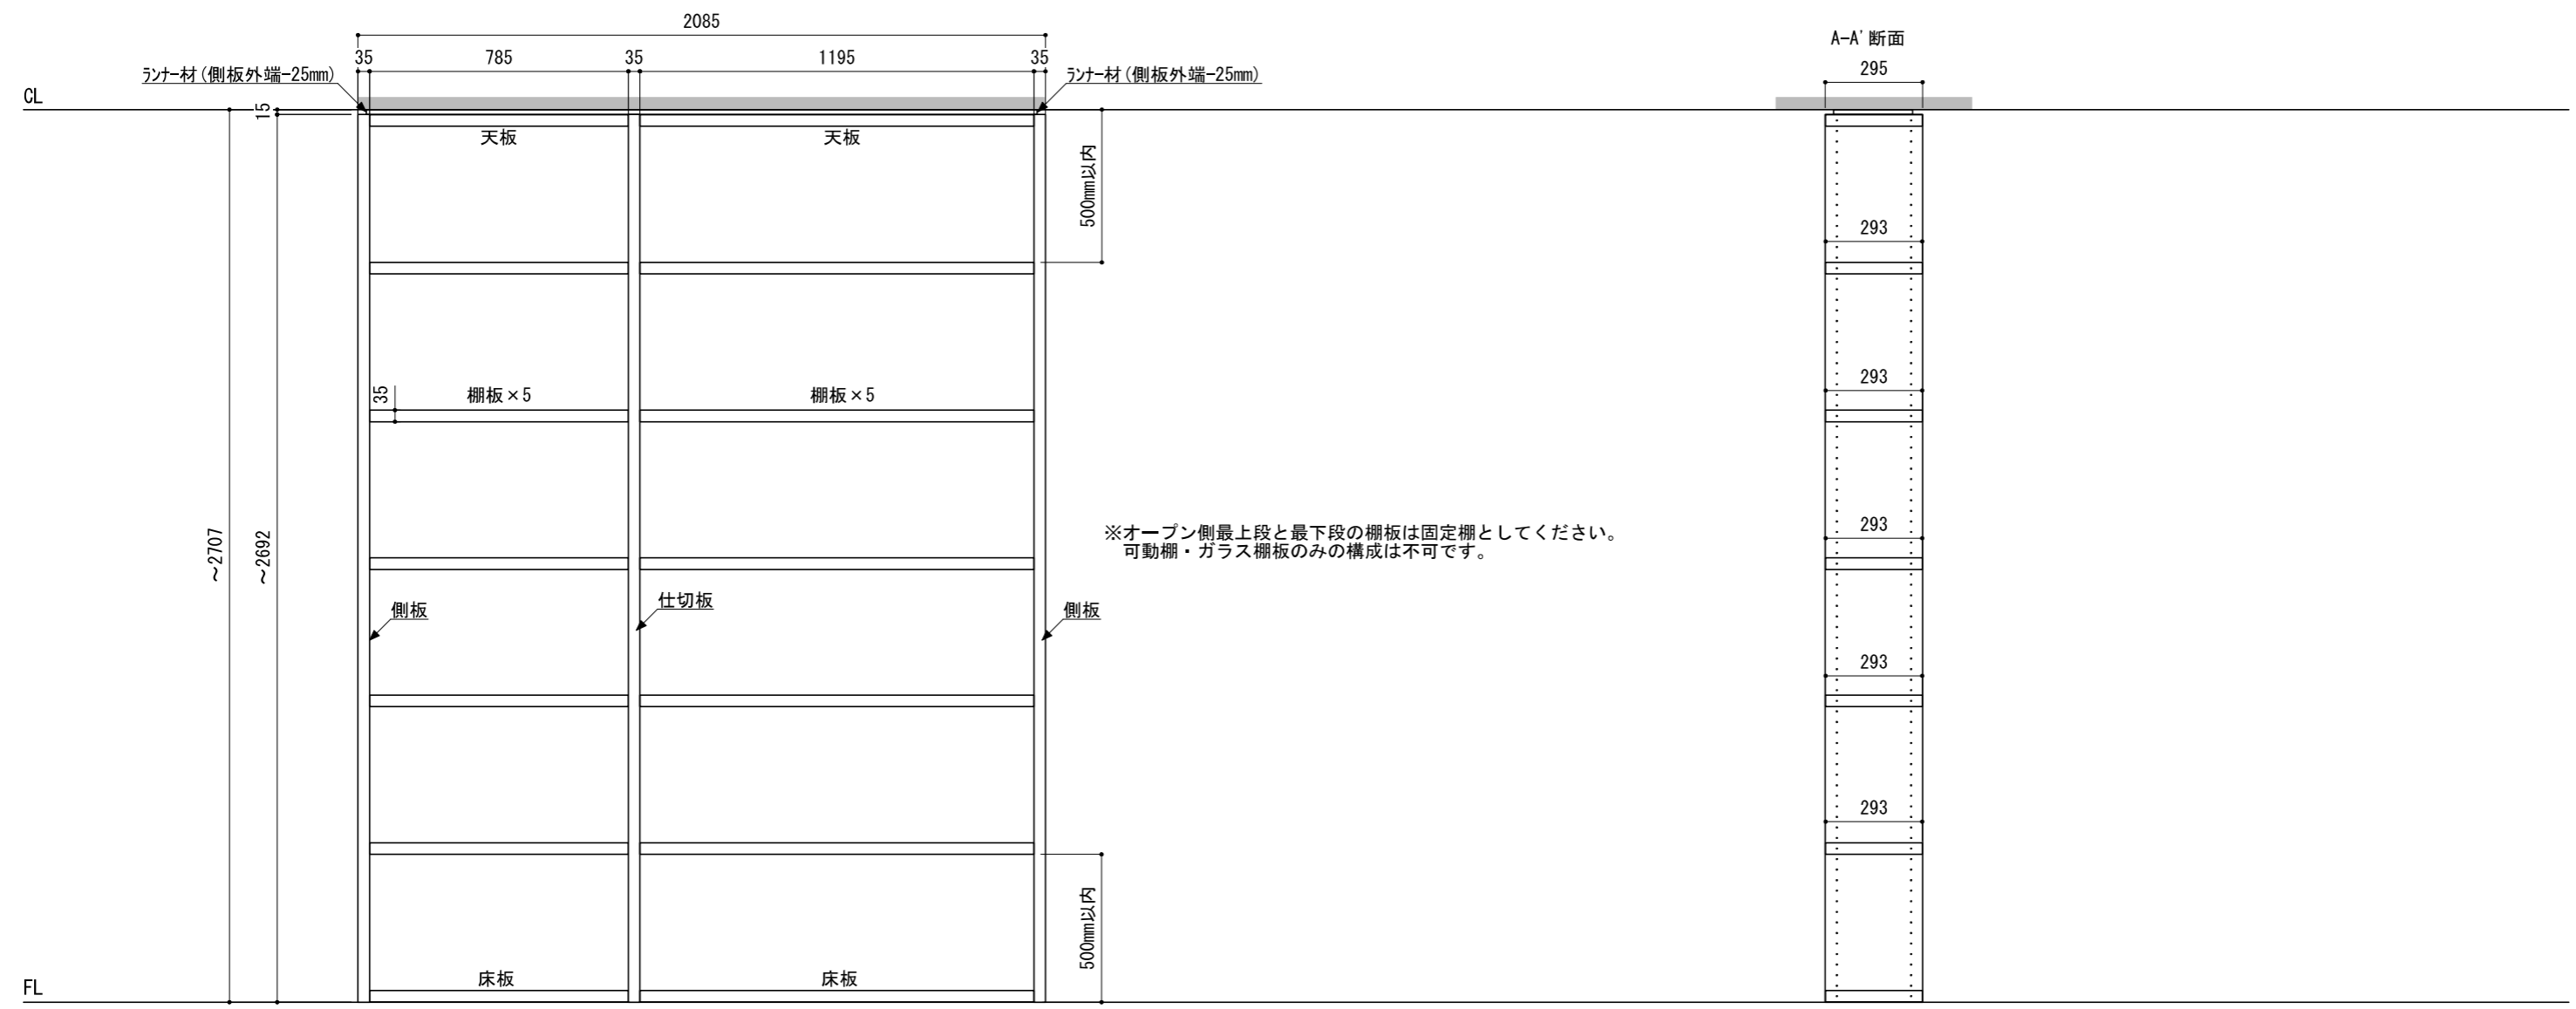 2085
A-A'断面
35
785
35
1195
35
295
ﾗﾝﾅｰ材(側板外端-25mm)
ﾗﾝﾅｰ材(側板外端-25mm)
CL
15
天板
天板
500mm以内
293
293
35
棚板×5
棚板×5
※オープン側最上段と最下段の棚板は固定棚としてください。
可動棚・ガラス棚板のみの構成は不可です。
293
～2707
～2692
側板
仕切板
側板
293
293
500mm以内
床板
床板
FL